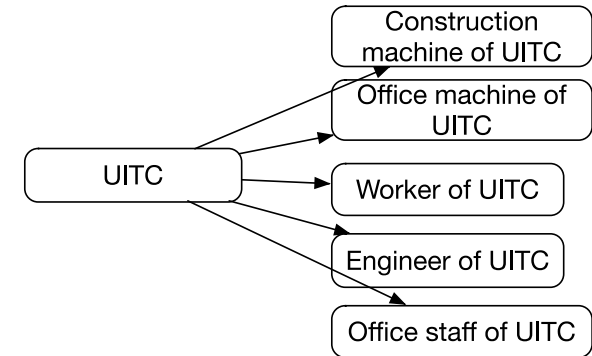 Construction
machine of UITC
Office machine of
UITC
UITC
Worker of UITC
Engineer of UITC
Office staff of UITC